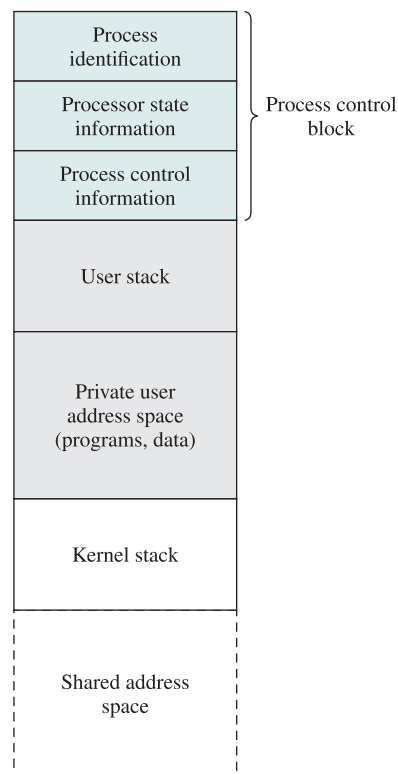 Process
identification
Processor state
information
Process control
information
Process control
block
User stack
Private user
address space
(programs, data)
Kernel stack
Shared address
space